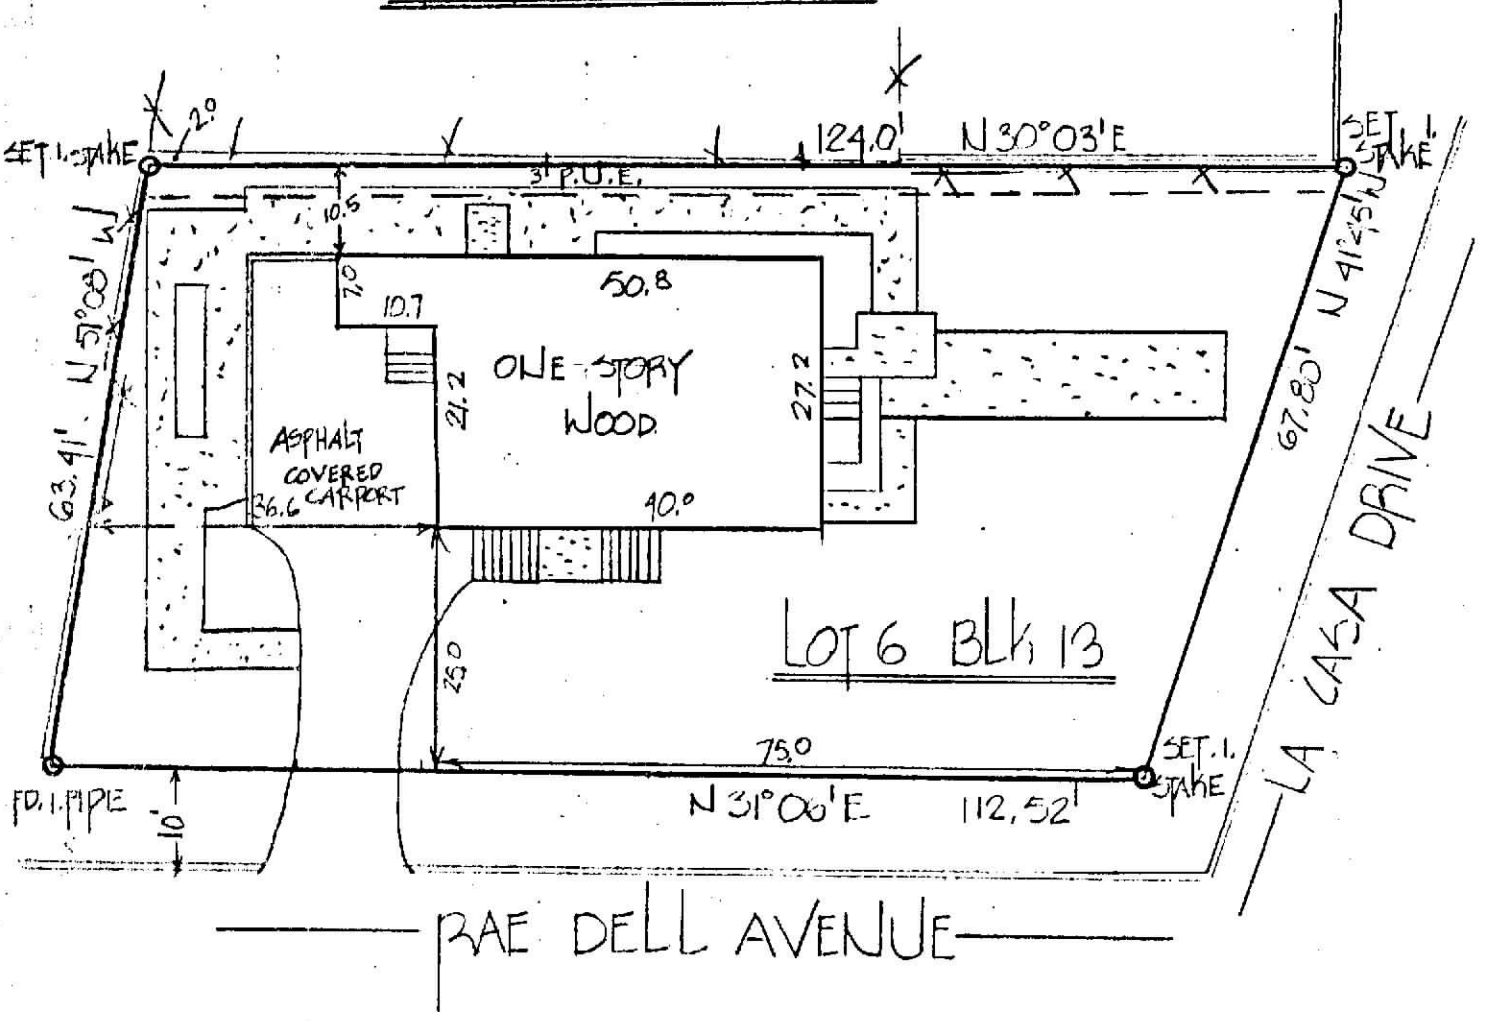 2.0
SET.I.STAKE
124.0' N 30°03'E
SET I.
STAKE
3' P.U.E.
10.5
7.0
10.7
50.8
ONE-STORY
WOOD
21.2
27.2
ASPHALT
COVERED
CARPORT
36.6
40.0
N 51°08' W
63.41'
N 41°45' W
67.80'
LA CASA DRIVE
LOT 6 BLK 13
25.0
75.0
SET.I.
STAKE
FD.I.PIPE
10'
N 31°06'E 112.52'
RAE DELL AVENUE